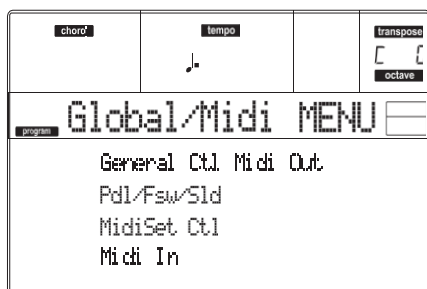 chord
tempo
transpose
octave
program Global/Midi MENU
General Ctl Midi Out
Pdl/Fsw/Sld
MidiSet Ctl
Midi In